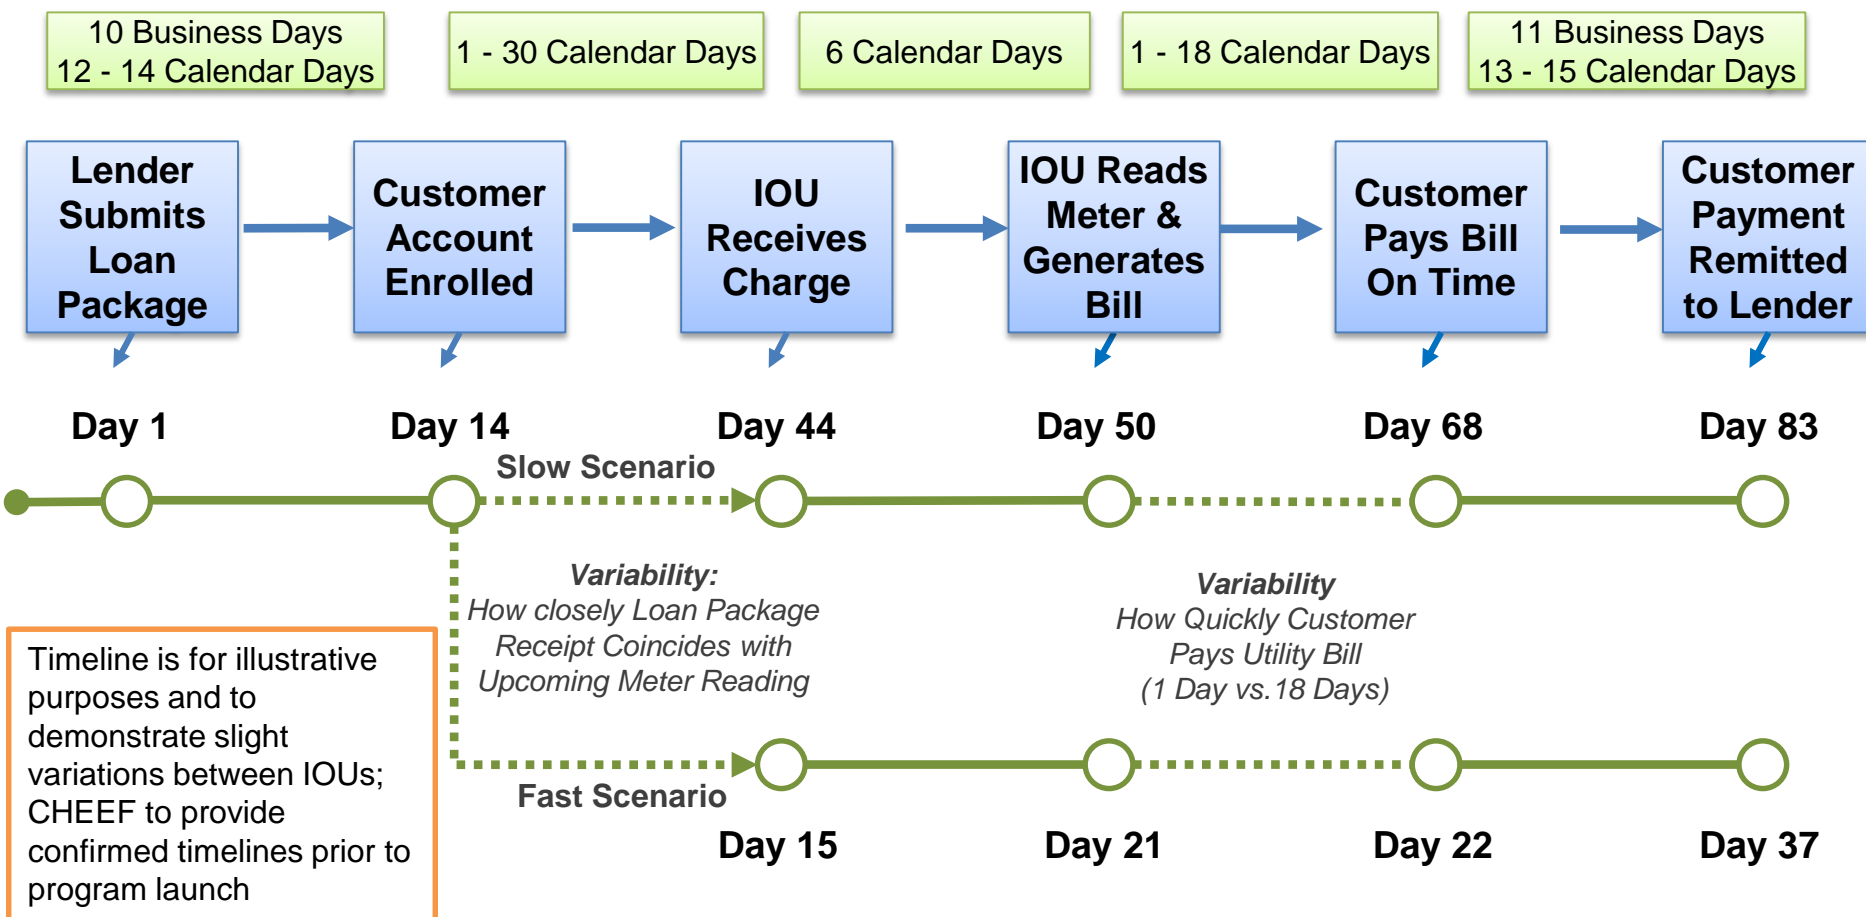 10 Business Days
12 - 14 Calendar Days
1 - 30 Calendar Days
6 Calendar Days
1 - 18 Calendar Days
11 Business Days
13 - 15 Calendar Days
Lender
Submits
Loan
Package
Customer
Account
Enrolled
IOU
Receives
Charge
IOU Reads
Meter &
Generates
Bill
Customer
Pays Bill
On Time
Customer
Payment
Remitted
to Lender
Day 1
Day 14
Day 44
Day 50
Day 68
Day 83
Slow Scenario
Variability:
How closely Loan Package
Receipt Coincides with
Upcoming Meter Reading
Variability
How Quickly Customer
Pays Utility Bill
(1 Day vs.18 Days)
Timeline is for illustrative
purposes and to
demonstrate slight
variations between IOUs;
CHEEF to provide
confirmed timelines prior to
program launch
Fast Scenario
Day 15
Day 21
Day 22
Day 37